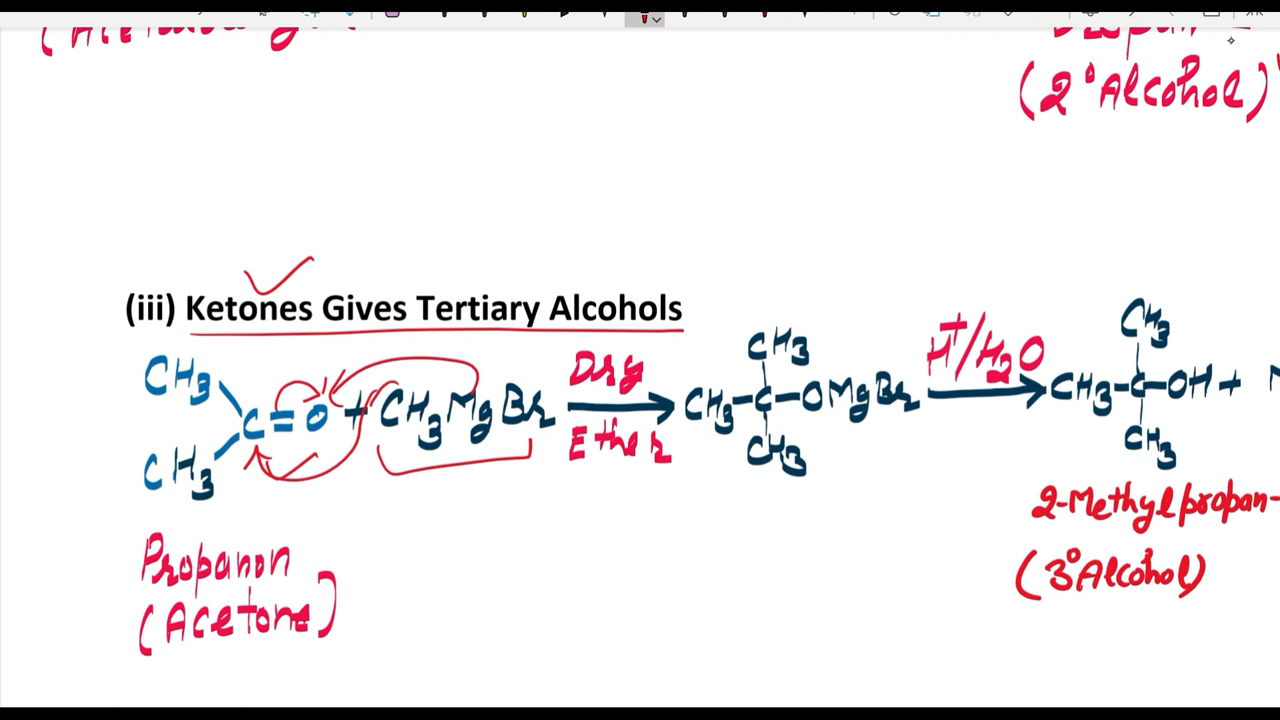 (2°Alcohol)
(iii) Ketones Gives Tertiary Alcohols
CH3 CH3 C=O + CH3MgBr Dry Ether CH3-C-OMgBr CH3 CH3 H+/H2O CH3-C-OH + CH3 CH3
2-Methylpropan-
Propanon
(3°Alcohol)
(Acetone)